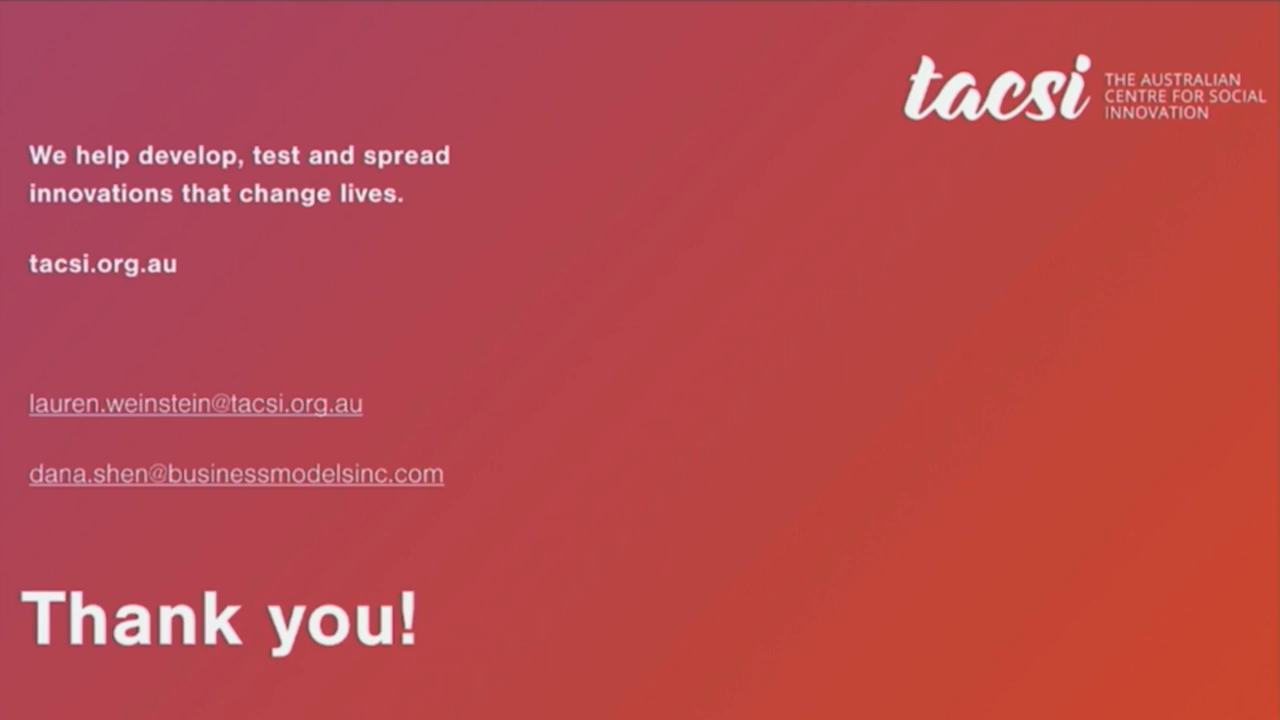 tacsi
THE AUSTRALIAN
CENTRE FOR SOCIAL
INNOVATION
We help develop, test and spread
innovations that change lives.
tacsi.org.au
lauren.weinstein@tacsi.org.au
dana.shen@businessmodelsinc.com
Thank you!